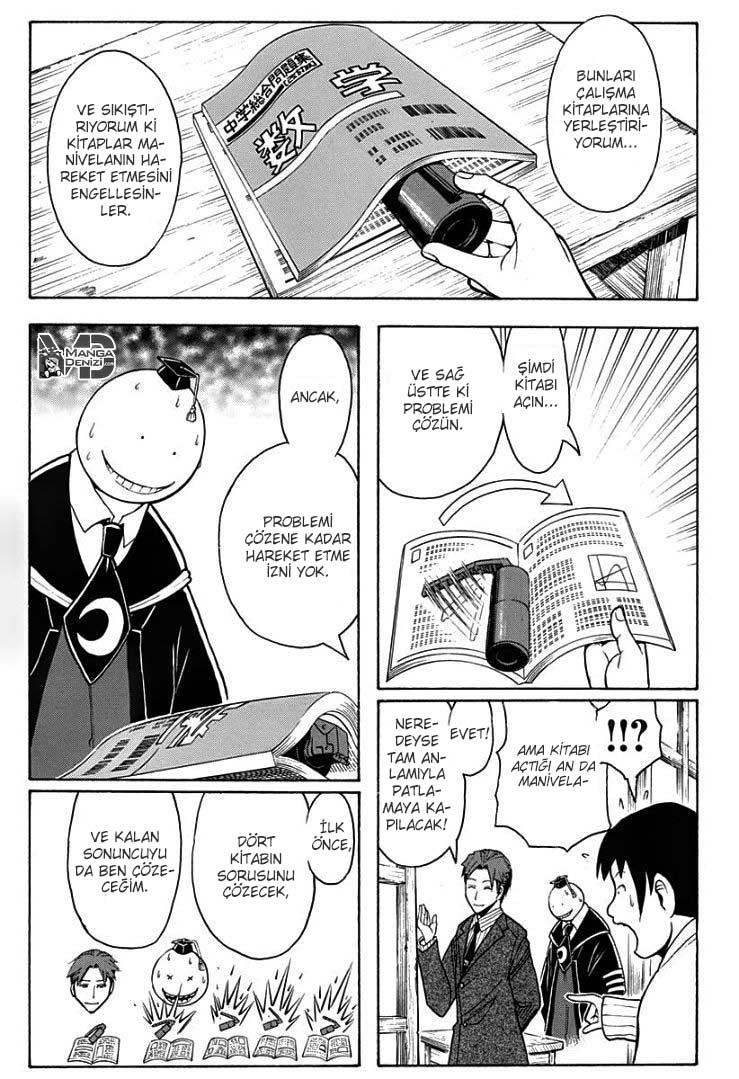 BUNLARI
ÇALIŞMA
KİTAPLARINA
YERLEŞTİRİ-
YORUM...
VE SIKIŞTI-
RIYORUM Kİ
KİTAPLAR MA-
NİVELANIN HA-
REKET ETMESİNİ
ENGELLESİN-
LER.
中学総合問題集
数学
ŞİMDİ
KİTABI
AÇIN...
VE SAĞ
ÜSTTE Kİ
PROBLEMİ
ÇÖZÜN.
MD
MANGA
DENİZİ
ANCAK,
PROBLEMİ
ÇÖZENE KADAR
HAREKET ETME
İZNİ YOK.
!!?
AMA KİTABI
AÇTIĞI AN DA
MANİVELA-
EVET!
NERE-
DEYSE
TAM AN-
LAMIYLA
PATLA-
MAYA KA-
PILACAK!
İLK
ÖNCE,
DÖRT
KİTABIN
SORUSUNU
ÇÖZECEK,
VE KALAN
SONUNCUYU
DA BEN ÇÖZE-
CEĞİM.